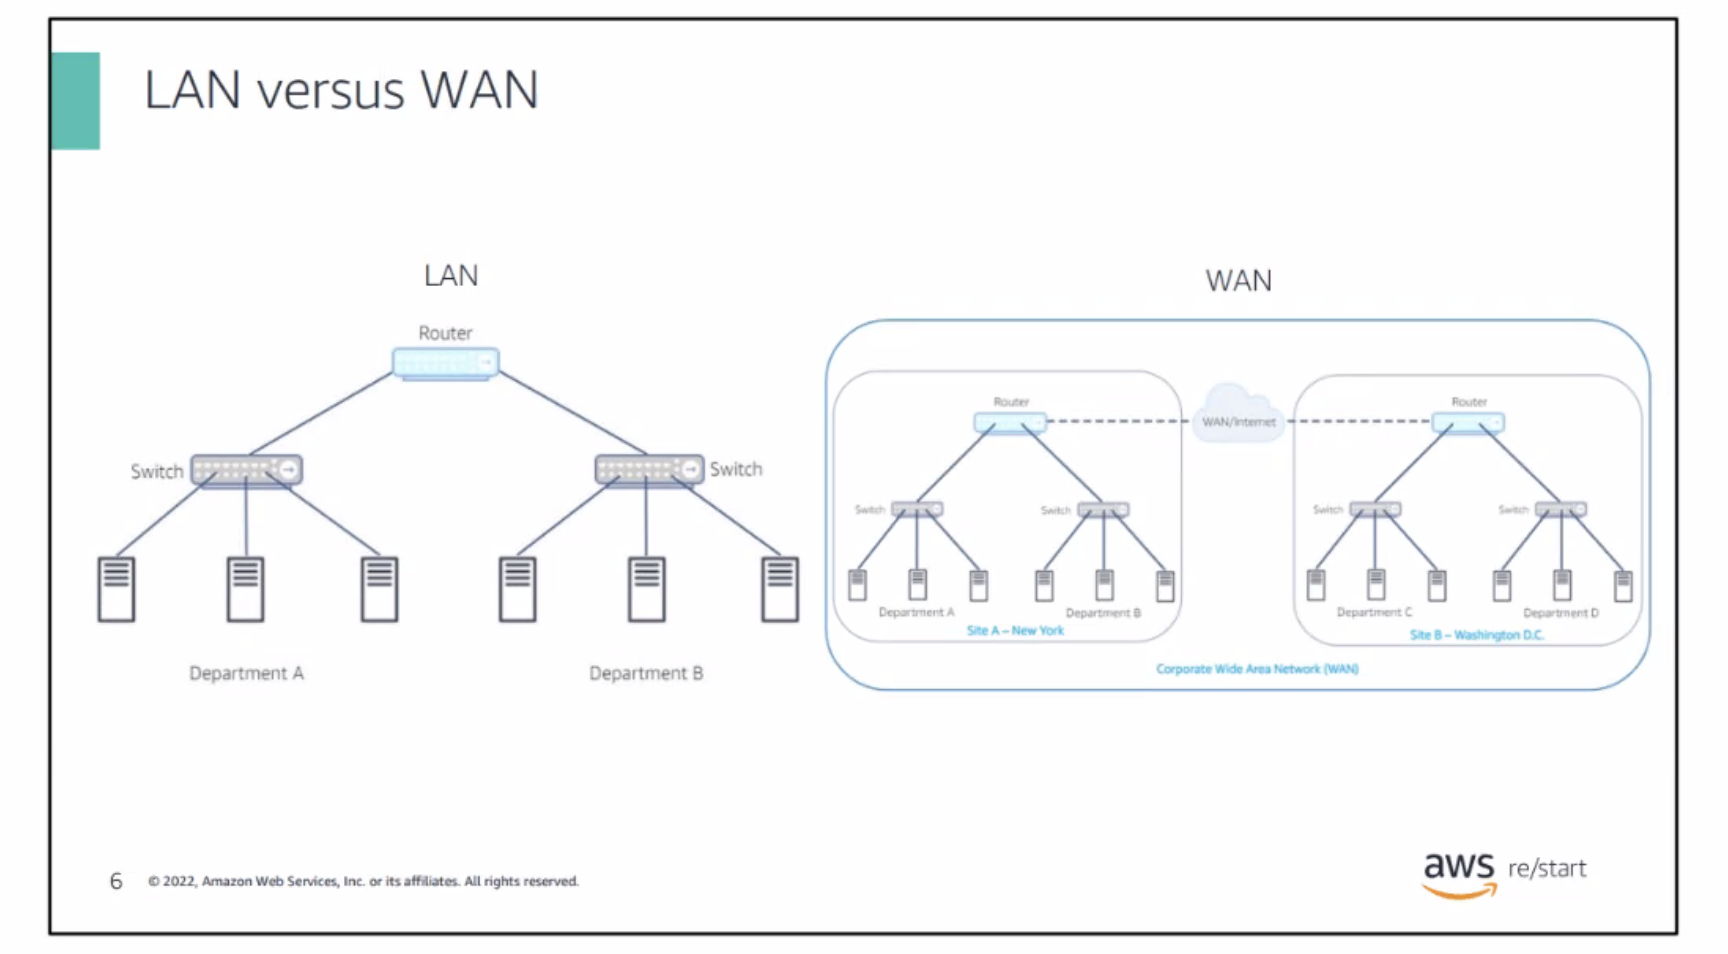 LAN versus WAN
LAN
Router
Switch
Switch
Department A
Department B
WAN
Router
WAN/Internet
Router
Switch
Switch
Switch
Switch
Department A
Department B
Department C
Department D
Site A – New York
Site B – Washington D.C.
Corporate Wide Area Network (WAN)
6
© 2022, Amazon Web Services, Inc. or its affiliates. All rights reserved.
aws re/start